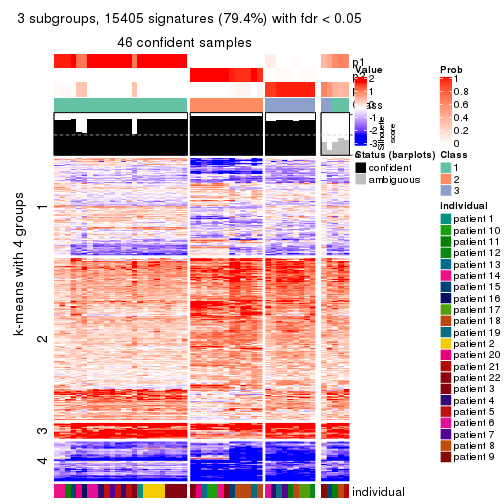 3 subgroups, 15405 signatures (79.4%) with fdr < 0.05
46 confident samples
p1
Value
2
1
0
-1
-2
-3
Silhouette
score
Prob
1
0.8
0.6
0.4
0.2
0
Status (barplots)
confident
ambiguous
Class
1
2
3
individual
patient 1
patient 10
patient 11
patient 12
patient 13
patient 14
patient 15
patient 16
patient 17
patient 18
patient 19
patient 2
patient 20
patient 21
patient 22
patient 3
patient 4
patient 5
patient 6
patient 7
patient 8
patient 9
k-means with 4 groups
1
2
3
4
individual